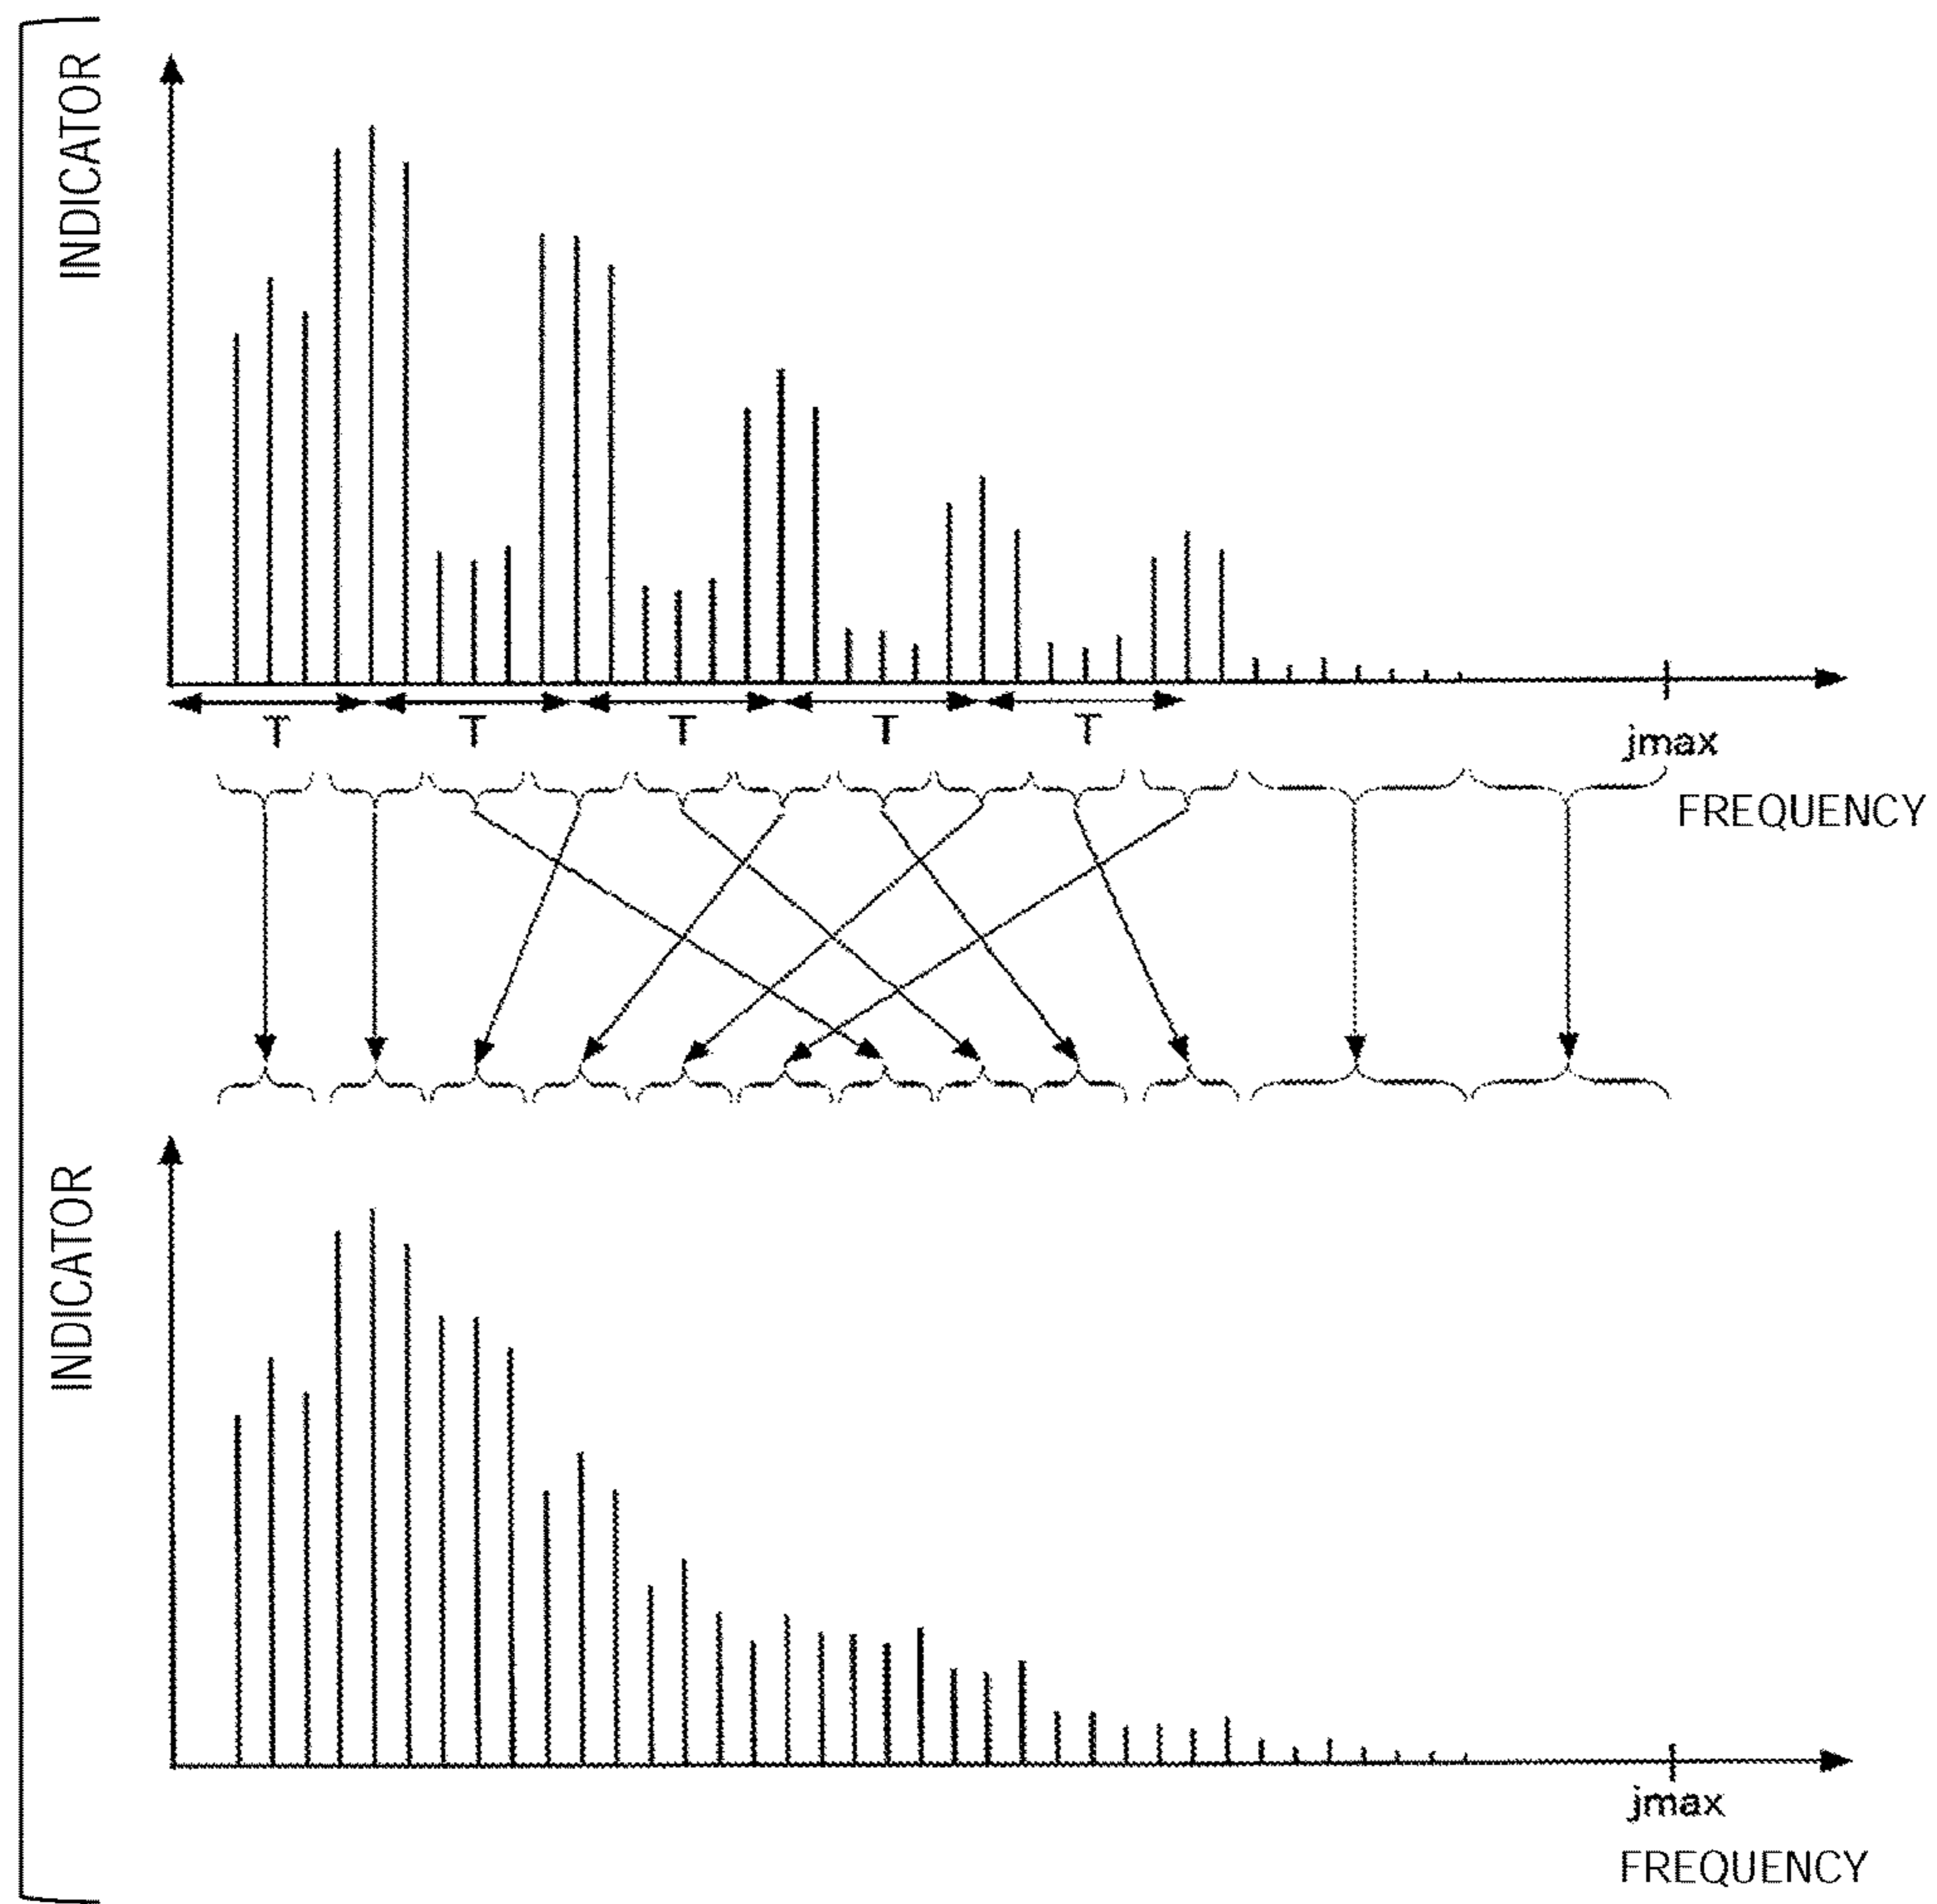 INDICATOR
T T T T T
jmax
FREQUENCY
INDICATOR
jmax
FREQUENCY